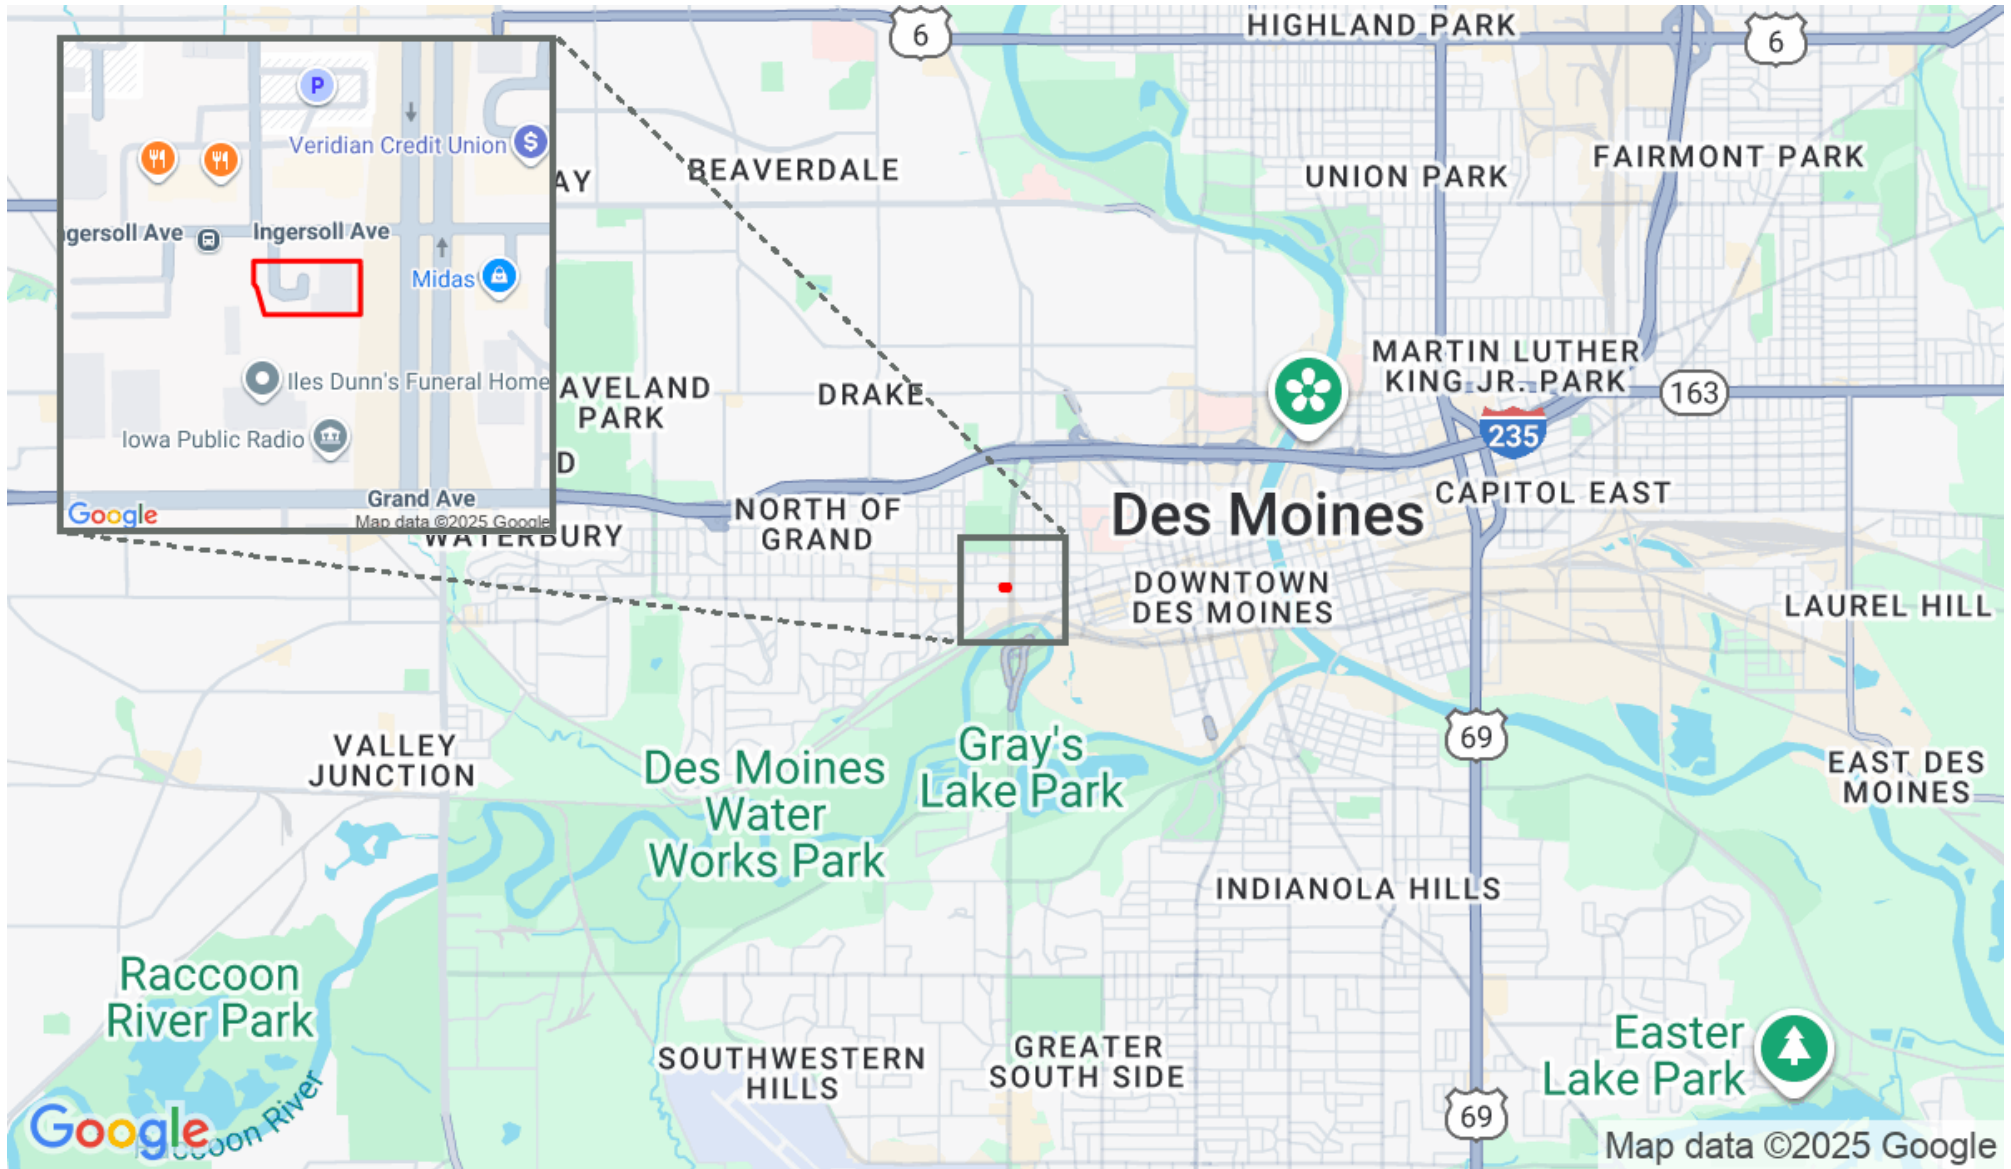 6
HIGHLAND PARK
6
P
Veridian Credit Union
$
AY
BEAVERDALE
UNION PARK
FAIRMONT PARK
gersoll Ave
Ingersoll Ave
Midas
MARTIN LUTHER
KING JR. PARK
163
Iles Dunn's Funeral Home
AVELAND
PARK
DRAKE
235
Iowa Public Radio
D
Grand Ave
Google
Map data ©2025 Google
WATERBURY
NORTH OF
GRAND
Des Moines
CAPITOL EAST
DOWNTOWN
DES MOINES
LAUREL HILL
VALLEY
JUNCTION
Des Moines
Water
Works Park
Gray's
Lake Park
69
EAST DES
MOINES
INDIANOLA HILLS
Raccoon
River Park
SOUTHWESTERN
HILLS
GREATER
SOUTH SIDE
Easter
Lake Park
69
Raccoon River
Google
Map data ©2025 Google